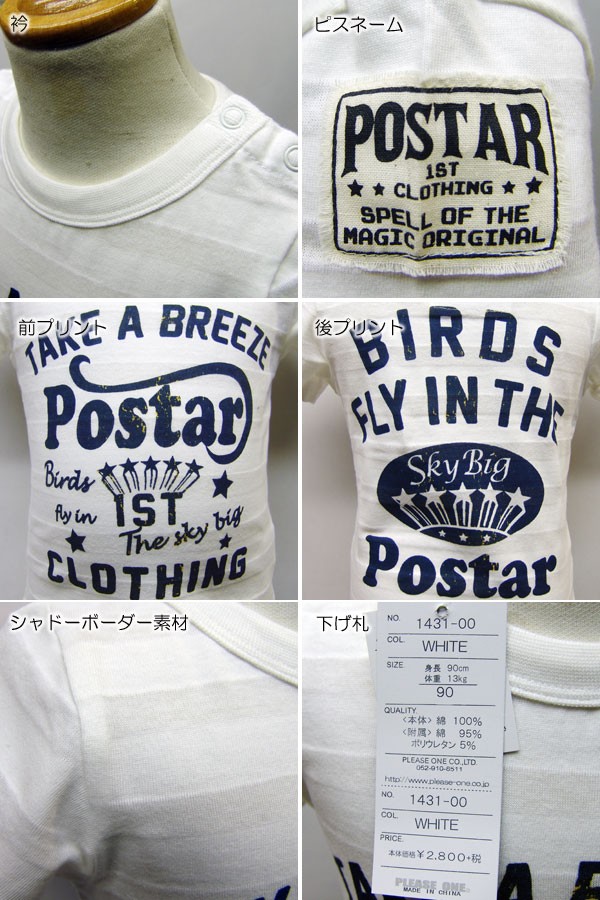 衿
ピスネーム
POSTAR
1ST
CLOTHING
SPELL OF THE
MAGIC ORIGINAL
前プリント
TAKE A BREEZE
Postar
Birds
fly in
1ST
The sky big
CLOTHING
後プリント
BIRDS
FLY IN THE
Sky Big
Postar
シャドーボーダー素材
下げ札
NO. 1431-00
COL. WHITE
SIZE. 身長 90cm
体重 13kg
90
QUALITY.
〈本体〉綿 100%
〈附属〉綿 95%
ポリウレタン 5%
PLEASE ONE CO.,LTD.
052-910-8511
http://www.please-one.co.jp
NO. 1431-00
COL. WHITE
PRICE.
本体価格 ¥2,800+税
PLEASE ONE.
MADE IN CHINA